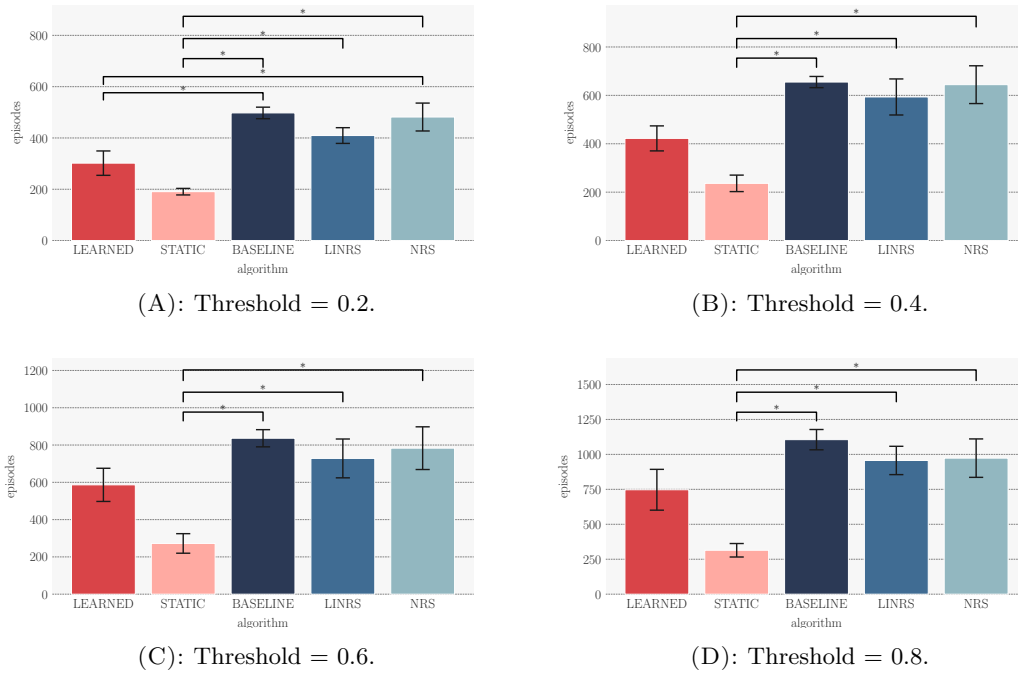 * * * * *
800
600
400
200
0
episodes
LEARNED STATIC BASELINE LINRS NRS
algorithm
(A): Threshold = 0.2.
* * *
800
600
400
200
0
episodes
LEARNED STATIC BASELINE LINRS NRS
algorithm
(B): Threshold = 0.4.
* * *
1200
1000
800
600
400
200
0
episodes
LEARNED STATIC BASELINE LINRS NRS
algorithm
(C): Threshold = 0.6.
* * *
1500
1250
1000
750
500
250
0
episodes
LEARNED STATIC BASELINE LINRS NRS
algorithm
(D): Threshold = 0.8.